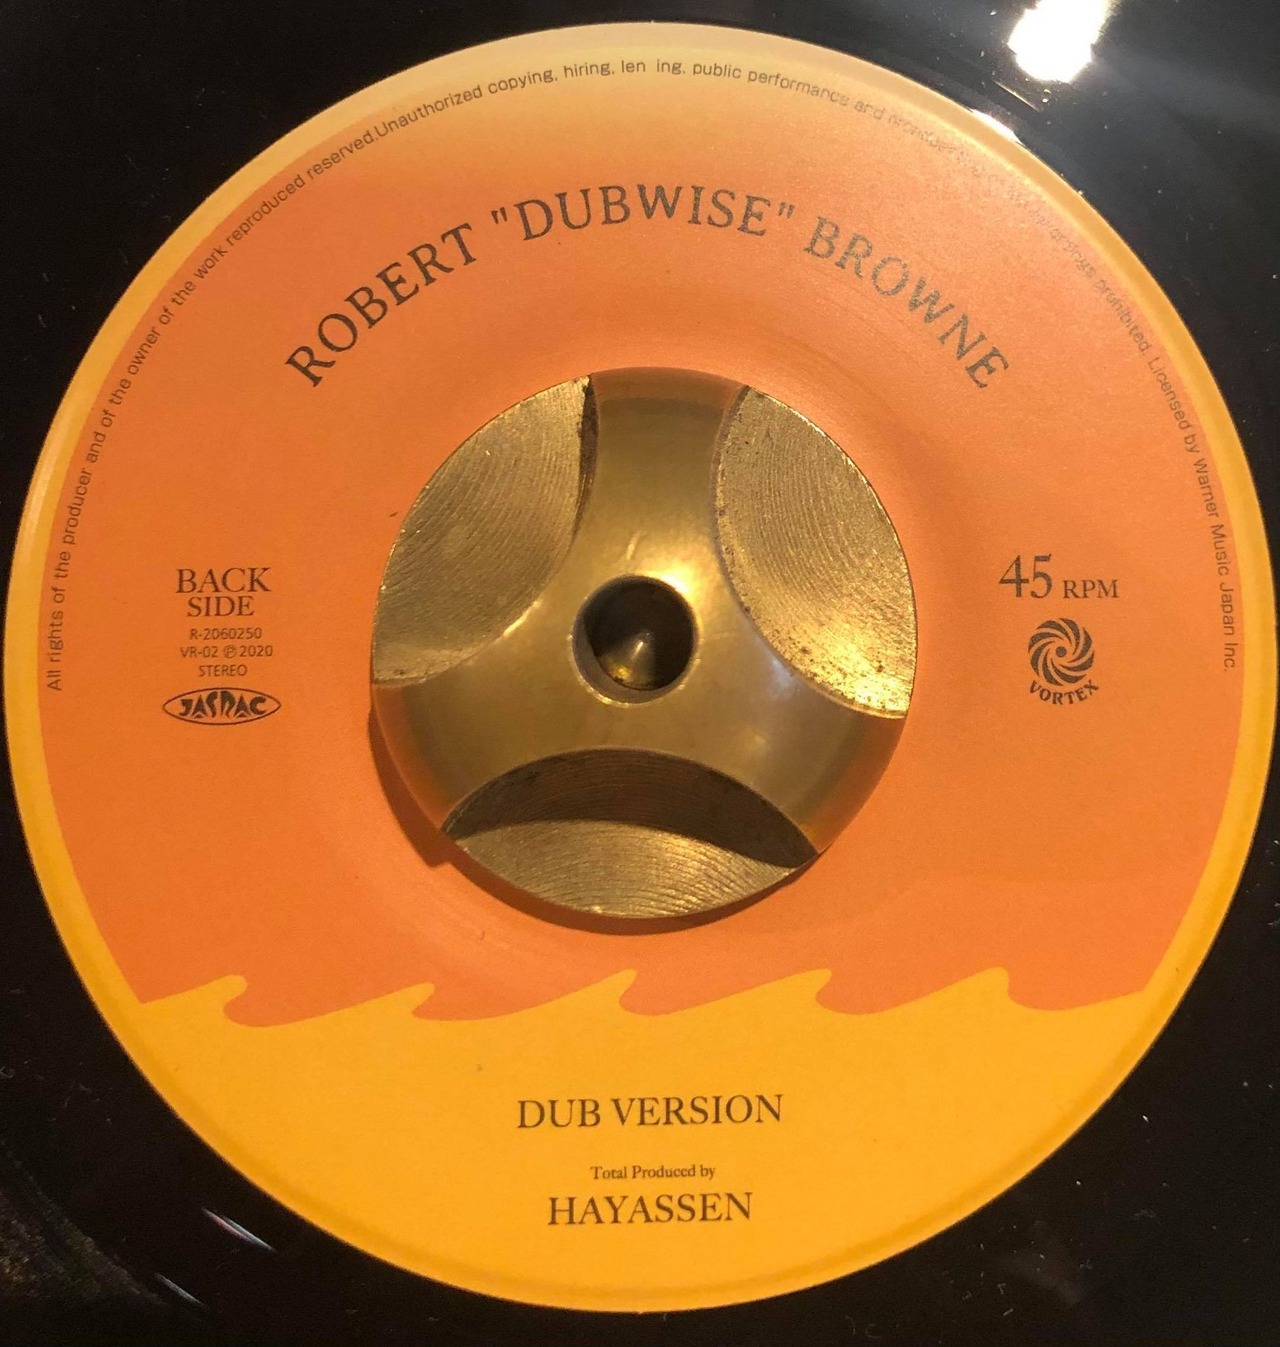 All rights of the producer and of the owner of the work reproduced reserved.Unauthorized copying, hiring, len ing, public performance and prohibited. Licensed by Warner Music Japan Inc.
ROBERT "DUBWISE" BROWNE
BACK
SIDE
R-2060250
VR-02 ℗2020
STEREO
JASRAC
45 RPM
VORTEX
DUB VERSION
Total Produced by
HAYASSEN